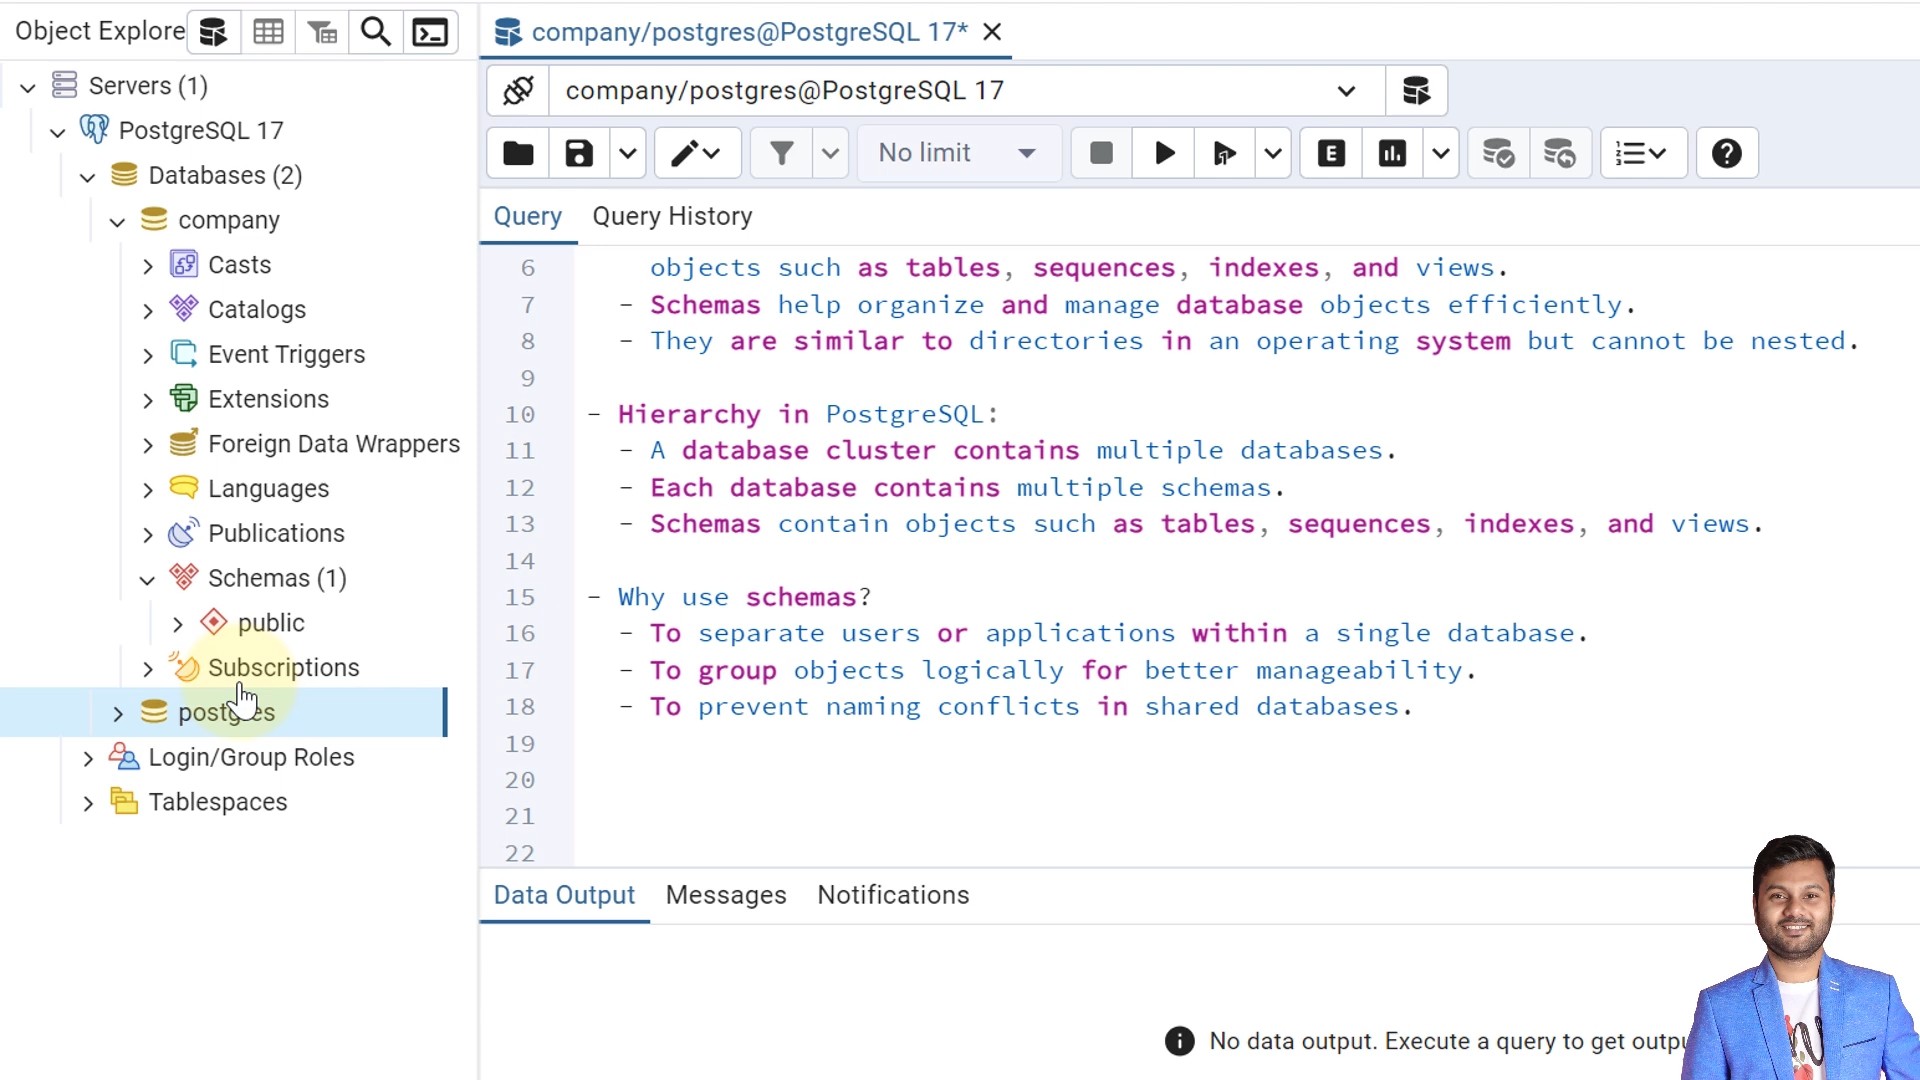 Object Explore
Servers (1)
PostgreSQL 17
Databases (2)
company
Casts
Catalogs
Event Triggers
Extensions
Foreign Data Wrappers
Languages
Publications
Schemas (1)
public
Subscriptions
postgres
Login/Group Roles
Tablespaces
company/postgres@PostgreSQL 17*
company/postgres@PostgreSQL 17
No limit
E
Query
Query History
6 objects such as tables, sequences, indexes, and views.
7 - Schemas help organize and manage database objects efficiently.
8 - They are similar to directories in an operating system but cannot be nested.
9
10 - Hierarchy in PostgreSQL:
11 - A database cluster contains multiple databases.
12 - Each database contains multiple schemas.
13 - Schemas contain objects such as tables, sequences, indexes, and views.
14
15 - Why use schemas?
16 - To separate users or applications within a single database.
17 - To group objects logically for better manageability.
18 - To prevent naming conflicts in shared databases.
19
20
21
22
Data Output
Messages
Notifications
No data output. Execute a query to get outpu